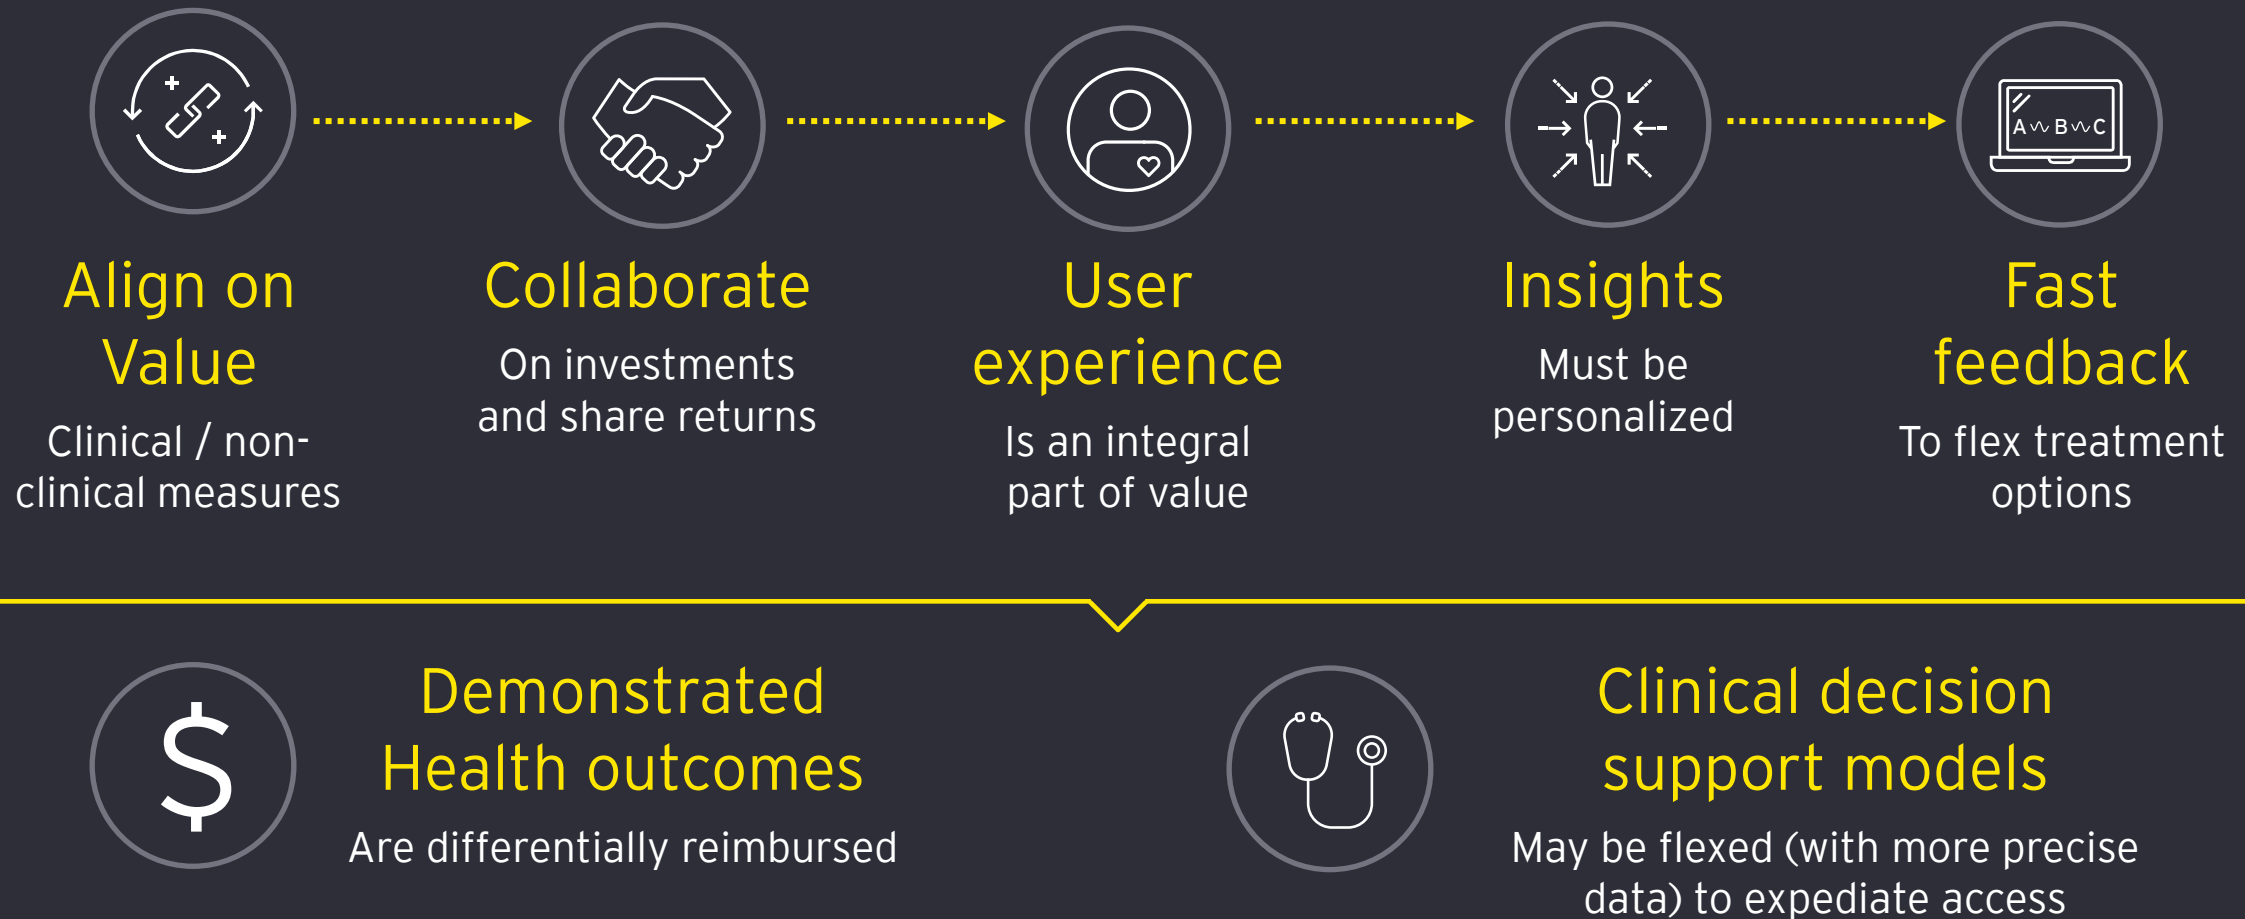 A B C
Align on
Value
Clinical / non-
clinical measures
Collaborate
On investments
and share returns
User
experience
Is an integral
part of value
Insights
Must be
personalized
Fast
feedback
To flex treatment
options
$
Demonstrated
Health outcomes
Are differentially reimbursed
Clinical decision
support models
May be flexed (with more precise
data) to expediate access